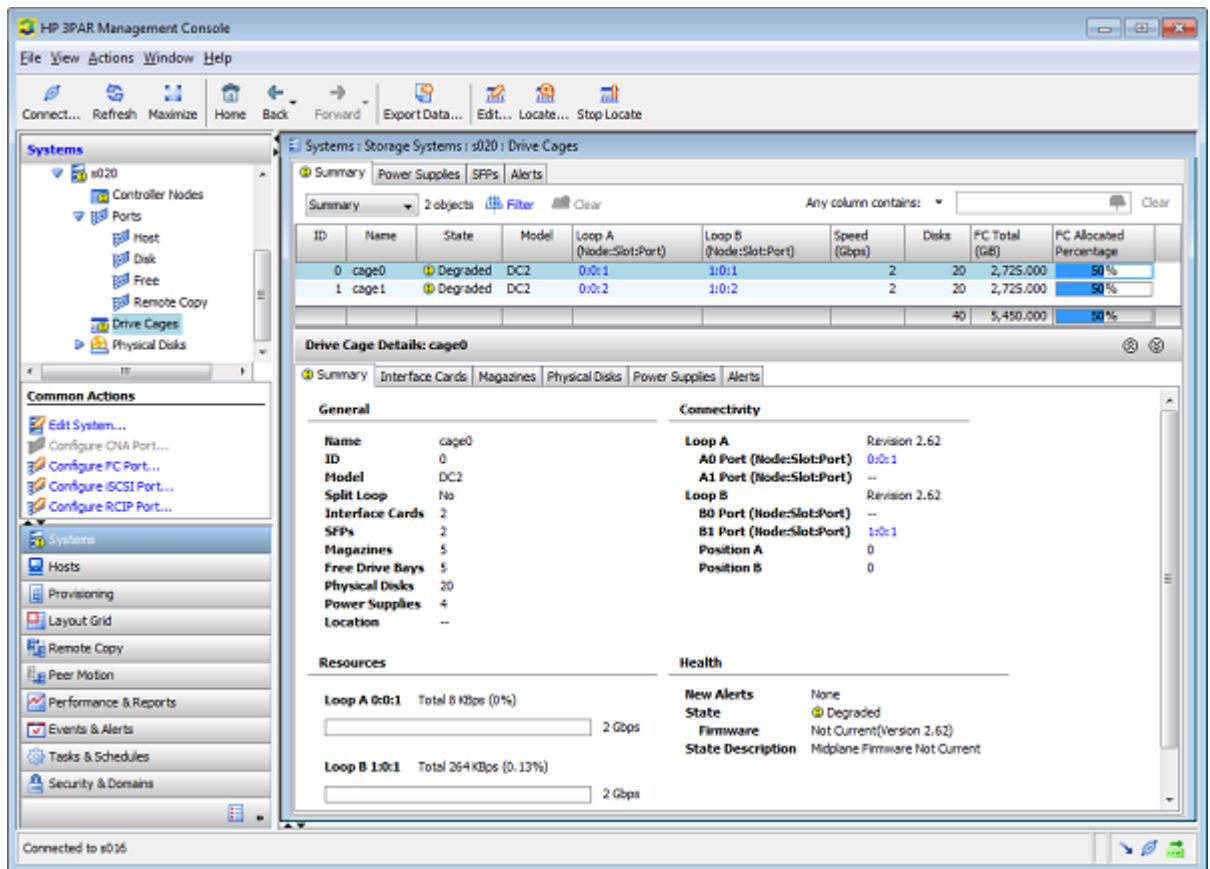 HP 3PAR Management Console
File View Actions Window Help
Connect... Refresh Maximize Home Back Forward Export Data... Edit... Locate... Stop Locate
Systems
s020
Controller Nodes
Ports
Host
Disk
Free
Remote Copy
Drive Cages
Physical Disks
Common Actions
Edit System...
Configure CNA Port...
Configure FC Port...
Configure iSCSI Port...
Configure RCIP Port...
Systems
Hosts
Provisioning
Layout Grid
Remote Copy
Peer Motion
Performance & Reports
Events & Alerts
Tasks & Schedules
Security & Domains
Systems : Storage Systems : s020 : Drive Cages
Summary Power Supplies SFPs Alerts
Summary 2 objects Filter Clear Any column contains: Clear
ID Name State Model Loop A (Node:Slot:Port) Loop B (Node:Slot:Port) Speed (Gbps) Disks FC Total (GiB) FC Allocated Percentage
0 cage0 Degraded DC2 0:0:1 1:0:1 2 20 2,725.000 50%
1 cage1 Degraded DC2 0:0:2 1:0:2 2 20 2,725.000 50%
40 5,450.000 50%
Drive Cage Details: cage0
Summary Interface Cards Magazines Physical Disks Power Supplies Alerts
General
Name cage0
ID 0
Model DC2
Split Loop No
Interface Cards 2
SFPs 2
Magazines 5
Free Drive Bays 5
Physical Disks 20
Power Supplies 4
Location --
Connectivity
Loop A Revision 2.62
A0 Port (Node:Slot:Port) 0:0:1
A1 Port (Node:Slot:Port) --
Loop B Revision 2.62
B0 Port (Node:Slot:Port) --
B1 Port (Node:Slot:Port) 1:0:1
Position A 0
Position B 0
Resources
Loop A 0:0:1 Total 8 KBps (0%)
2 Gbps
Loop B 1:0:1 Total 264 KBps (0.13%)
2 Gbps
Health
New Alerts None
State Degraded
Firmware Not Current(Version 2.62)
State Description Midplane Firmware Not Current
Connected to s016